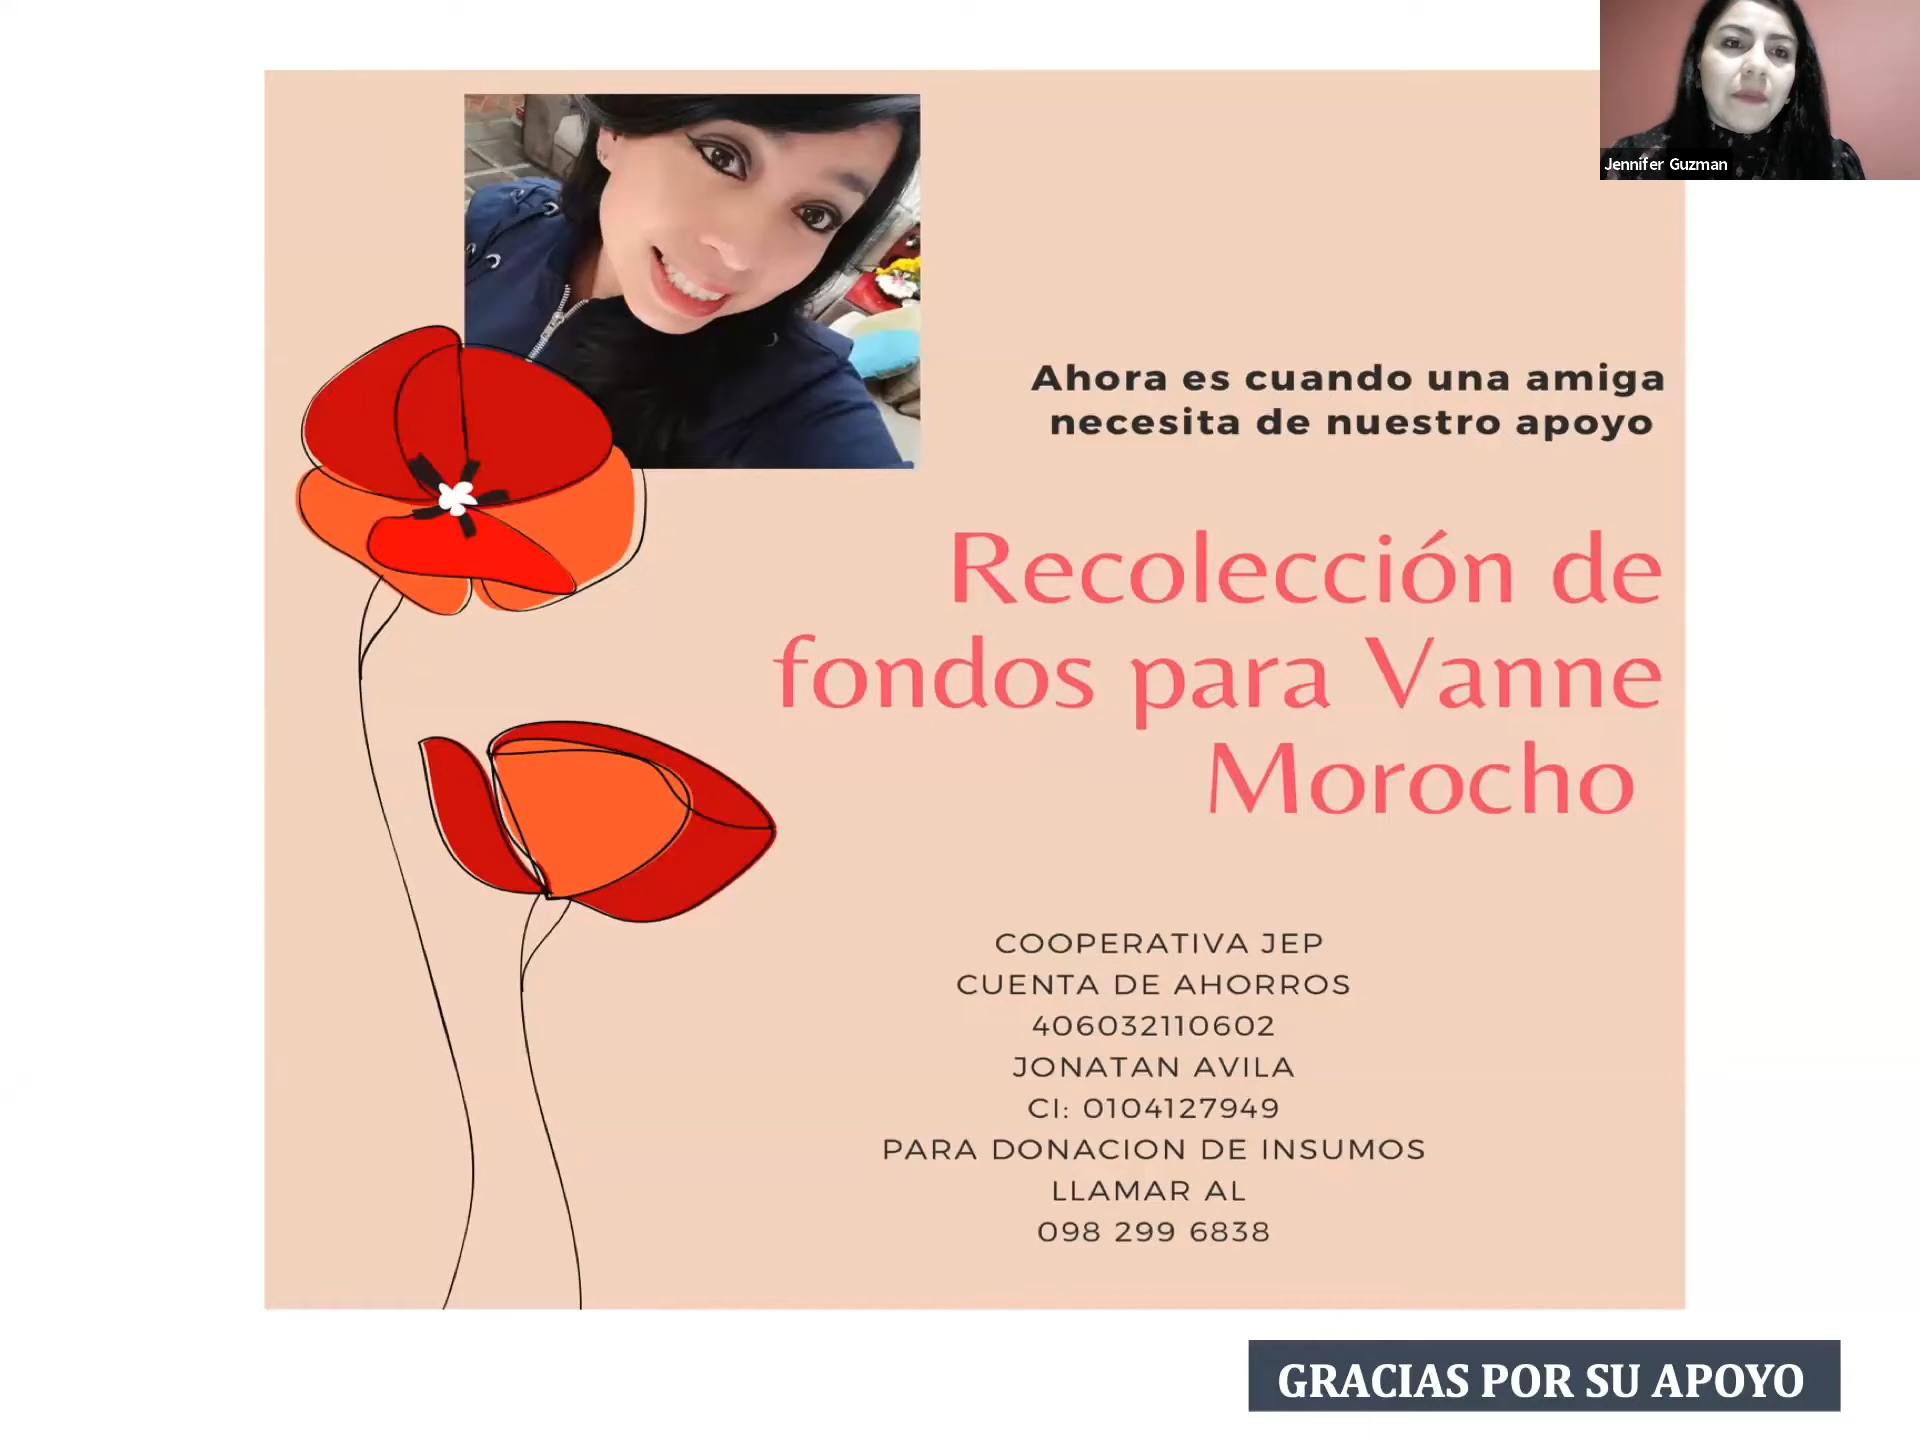 Jennifer Guzman
Ahora es cuando una amiga
necesita de nuestro apoyo
Recolección de
fondos para Vanne
Morocho
COOPERATIVA JEP
CUENTA DE AHORROS
406032110602
JONATAN AVILA
CI: 0104127949
PARA DONACION DE INSUMOS
LLAMAR AL
098 299 6838
GRACIAS POR SU APOYO